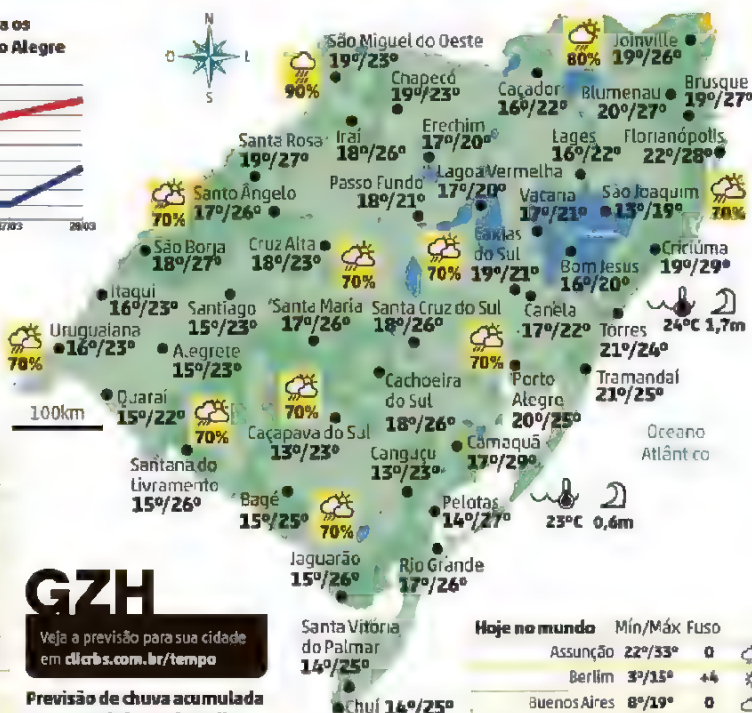 a os
o Alegre
N
O L
S
7/03 28/03
São Miguel do Oeste
19º/23º
90%
80%
Joinville
19º/26º
Chapecó
19º/23º
Caçador
16º/22º
Blumenau
20º/27º
Brusque
19º/27º
Santa Rosa
19º/27º
Iraí
18º/26º
Erechim
17º/20º
Lages
16º/22º
Florianópolis
22º/28º
70%
Santo Ângelo
17º/26º
Passo Fundo
18º/21º
Lagoa Vermelha
17º/20º
Vacaria
17º/21º
São Joaquim
13º/19º
70%
São Borja
18º/27º
Cruz Alta
18º/23º
70%
70%
Caxias
do Sul
19º/21º
Bom Jesus
16º/20º
Criciúma
19º/29º
Itaqui
16º/23º
Santiago
15º/23º
Santa Maria
17º/26º
Santa Cruz do Sul
18º/26º
Canela
17º/22º
24ºC 1,7m
Torres
21º/24º
70%
Uruguaiana
16º/23º
Alegrete
15º/23º
70%
Tramandaí
21º/25º
Quaraí
15º/22º
100km
70%
70%
Caçapava do Sul
13º/23º
Cachoeira
do Sul
18º/26º
Porto
Alegre
20º/25º
Oceano
Atlântico
Santana do
Livramento
15º/26º
Canguçu
13º/23º
Camaquã
17º/29º
Bagé
15º/25º
70%
Pelotas
14º/27º
23ºC 0,6m
Jaguarão
15º/26º
Rio Grande
17º/26º
GZH
Veja a previsão para sua cidade
em clicrbs.com.br/tempo
Santa Vitória
do Palmar
14º/25º
Chuí 14º/25º
Previsão de chuva acumulada
Hoje no mundo Mín/Máx Fuso
Assunção 22º/33º 0
Berlim 3º/15º +4
Buenos Aires 8º/19º 0